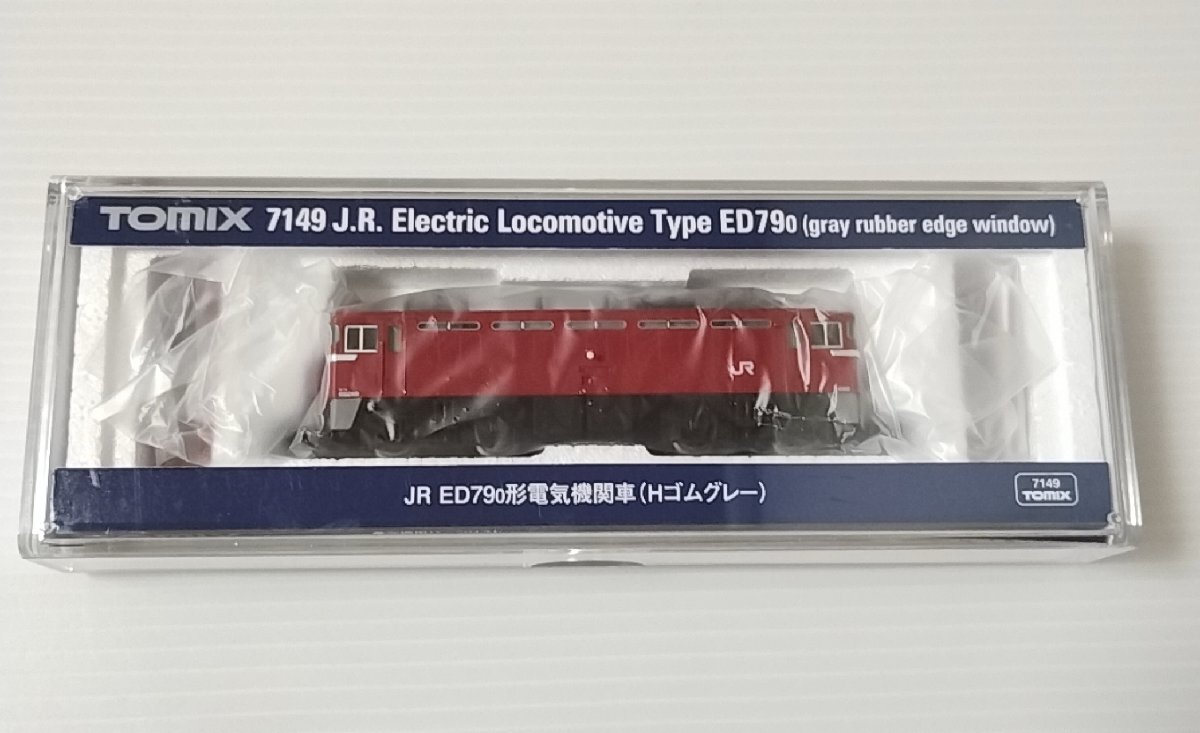 TOMIX 7149 J.R. Electric Locomotive Type ED790 (gray rubber edge window)
JR
JR ED790形電気機関車(Hゴムグレー)
7149
TOMIX